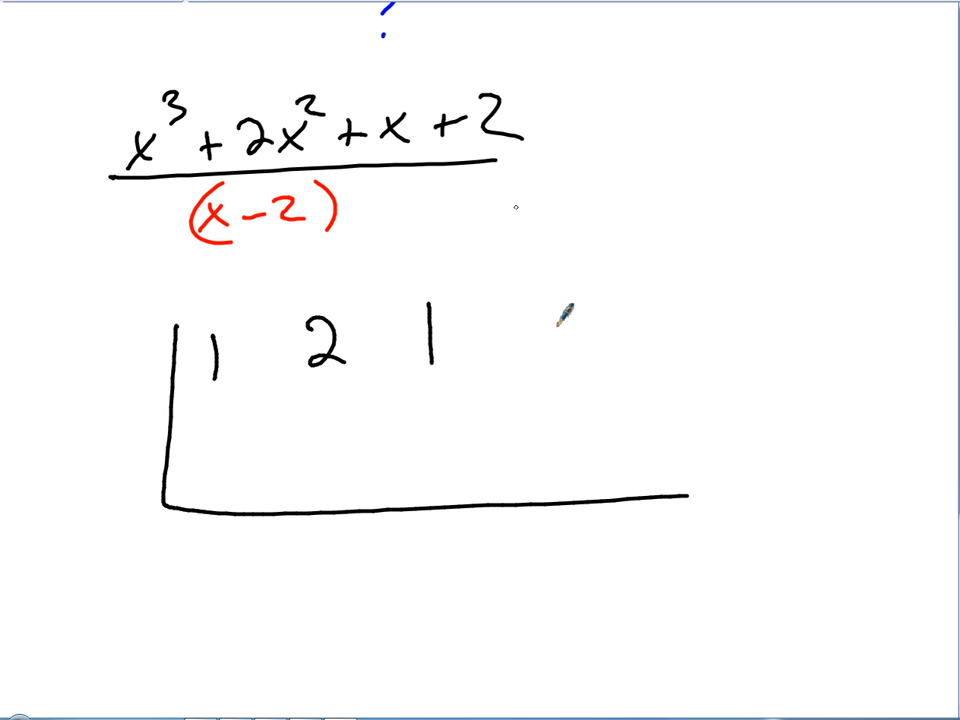 ?
x³ + 2x² + x + 2
(x - 2)
1 2 1